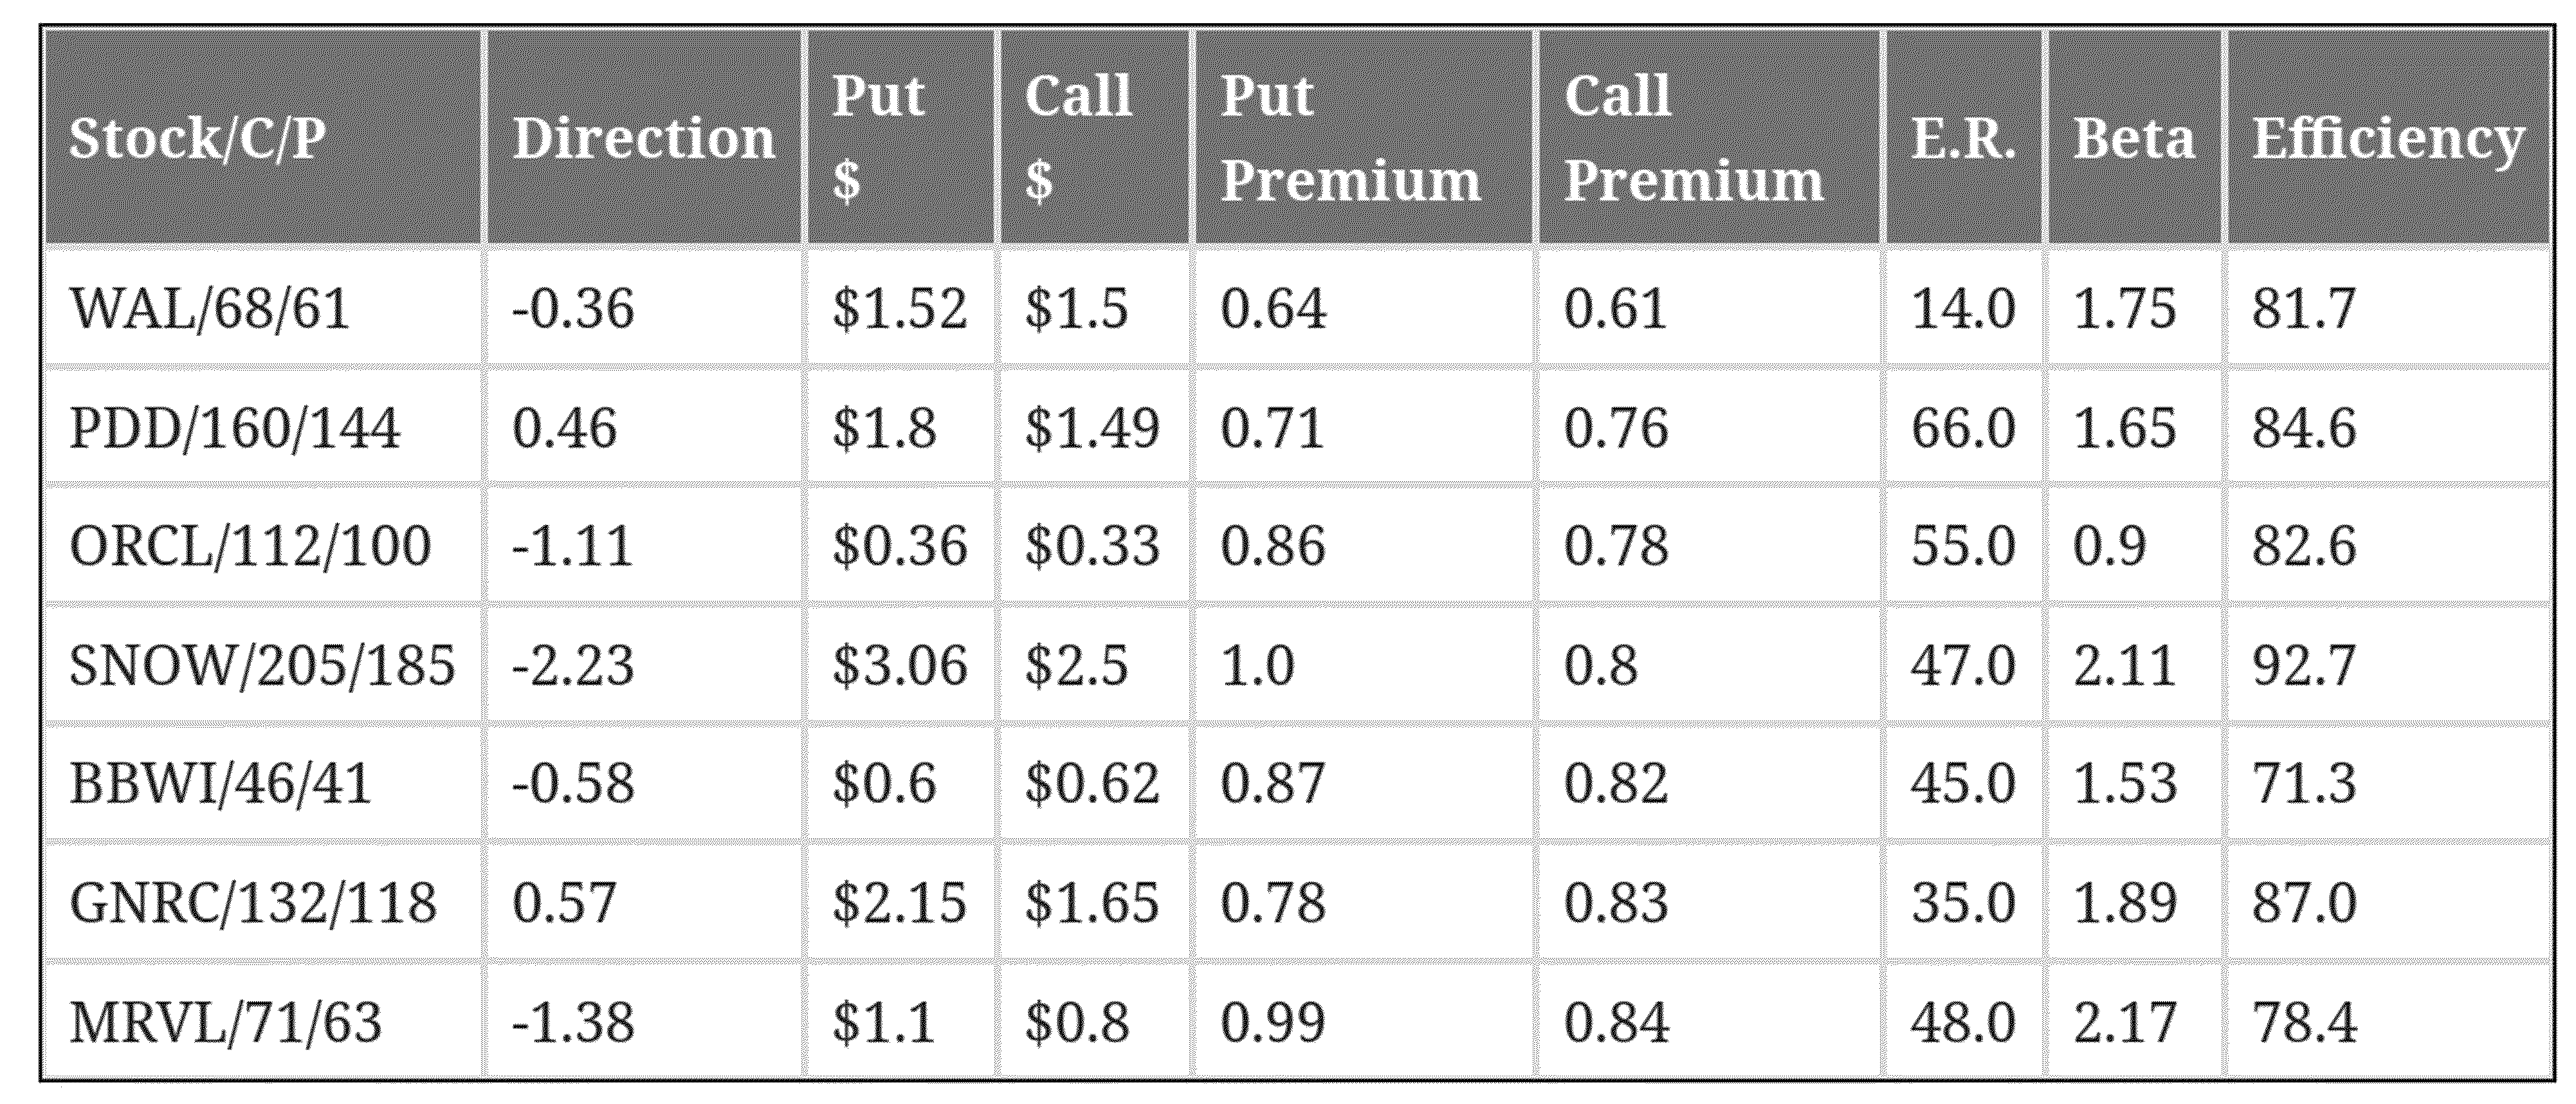 Stock/C/P Direction Put $ Call $ Put Premium Call Premium E.R. Beta Efficiency
WAL/68/61 -0.36 $1.52 $1.5 0.64 0.61 14.0 1.75 81.7
PDD/160/144 0.46 $1.8 $1.49 0.71 0.76 66.0 1.65 84.6
ORCL/112/100 -1.11 $0.36 $0.33 0.86 0.78 55.0 0.9 82.6
SNOW/205/185 -2.23 $3.06 $2.5 1.0 0.8 47.0 2.11 92.7
BBWI/46/41 -0.58 $0.6 $0.62 0.87 0.82 45.0 1.53 71.3
GNRC/132/118 0.57 $2.15 $1.65 0.78 0.83 35.0 1.89 87.0
MRVL/71/63 -1.38 $1.1 $0.8 0.99 0.84 48.0 2.17 78.4